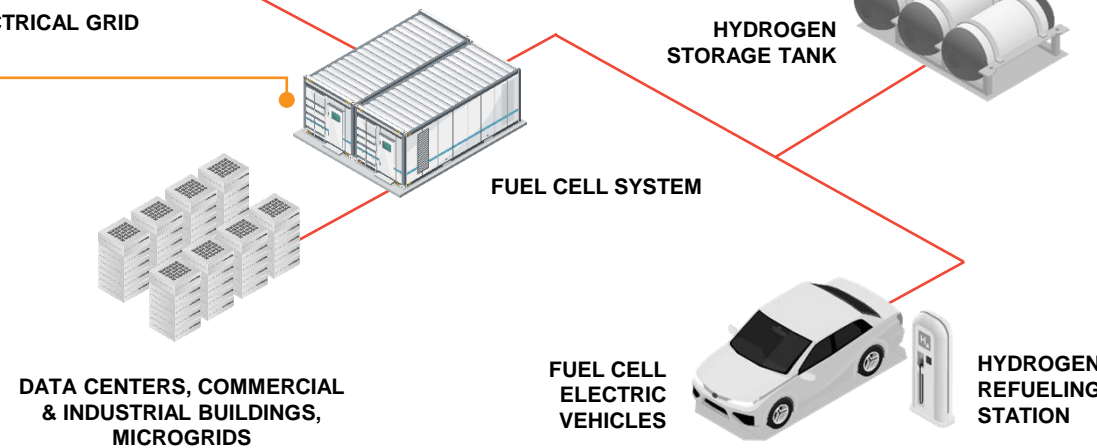 CTRICAL GRID
HYDROGEN
STORAGE TANK
FUEL CELL SYSTEM
FUEL CELL
ELECTRIC
VEHICLES
HYDROGEN
REFUELING
STATION
DATA CENTERS, COMMERCIAL
& INDUSTRIAL BUILDINGS,
MICROGRIDS